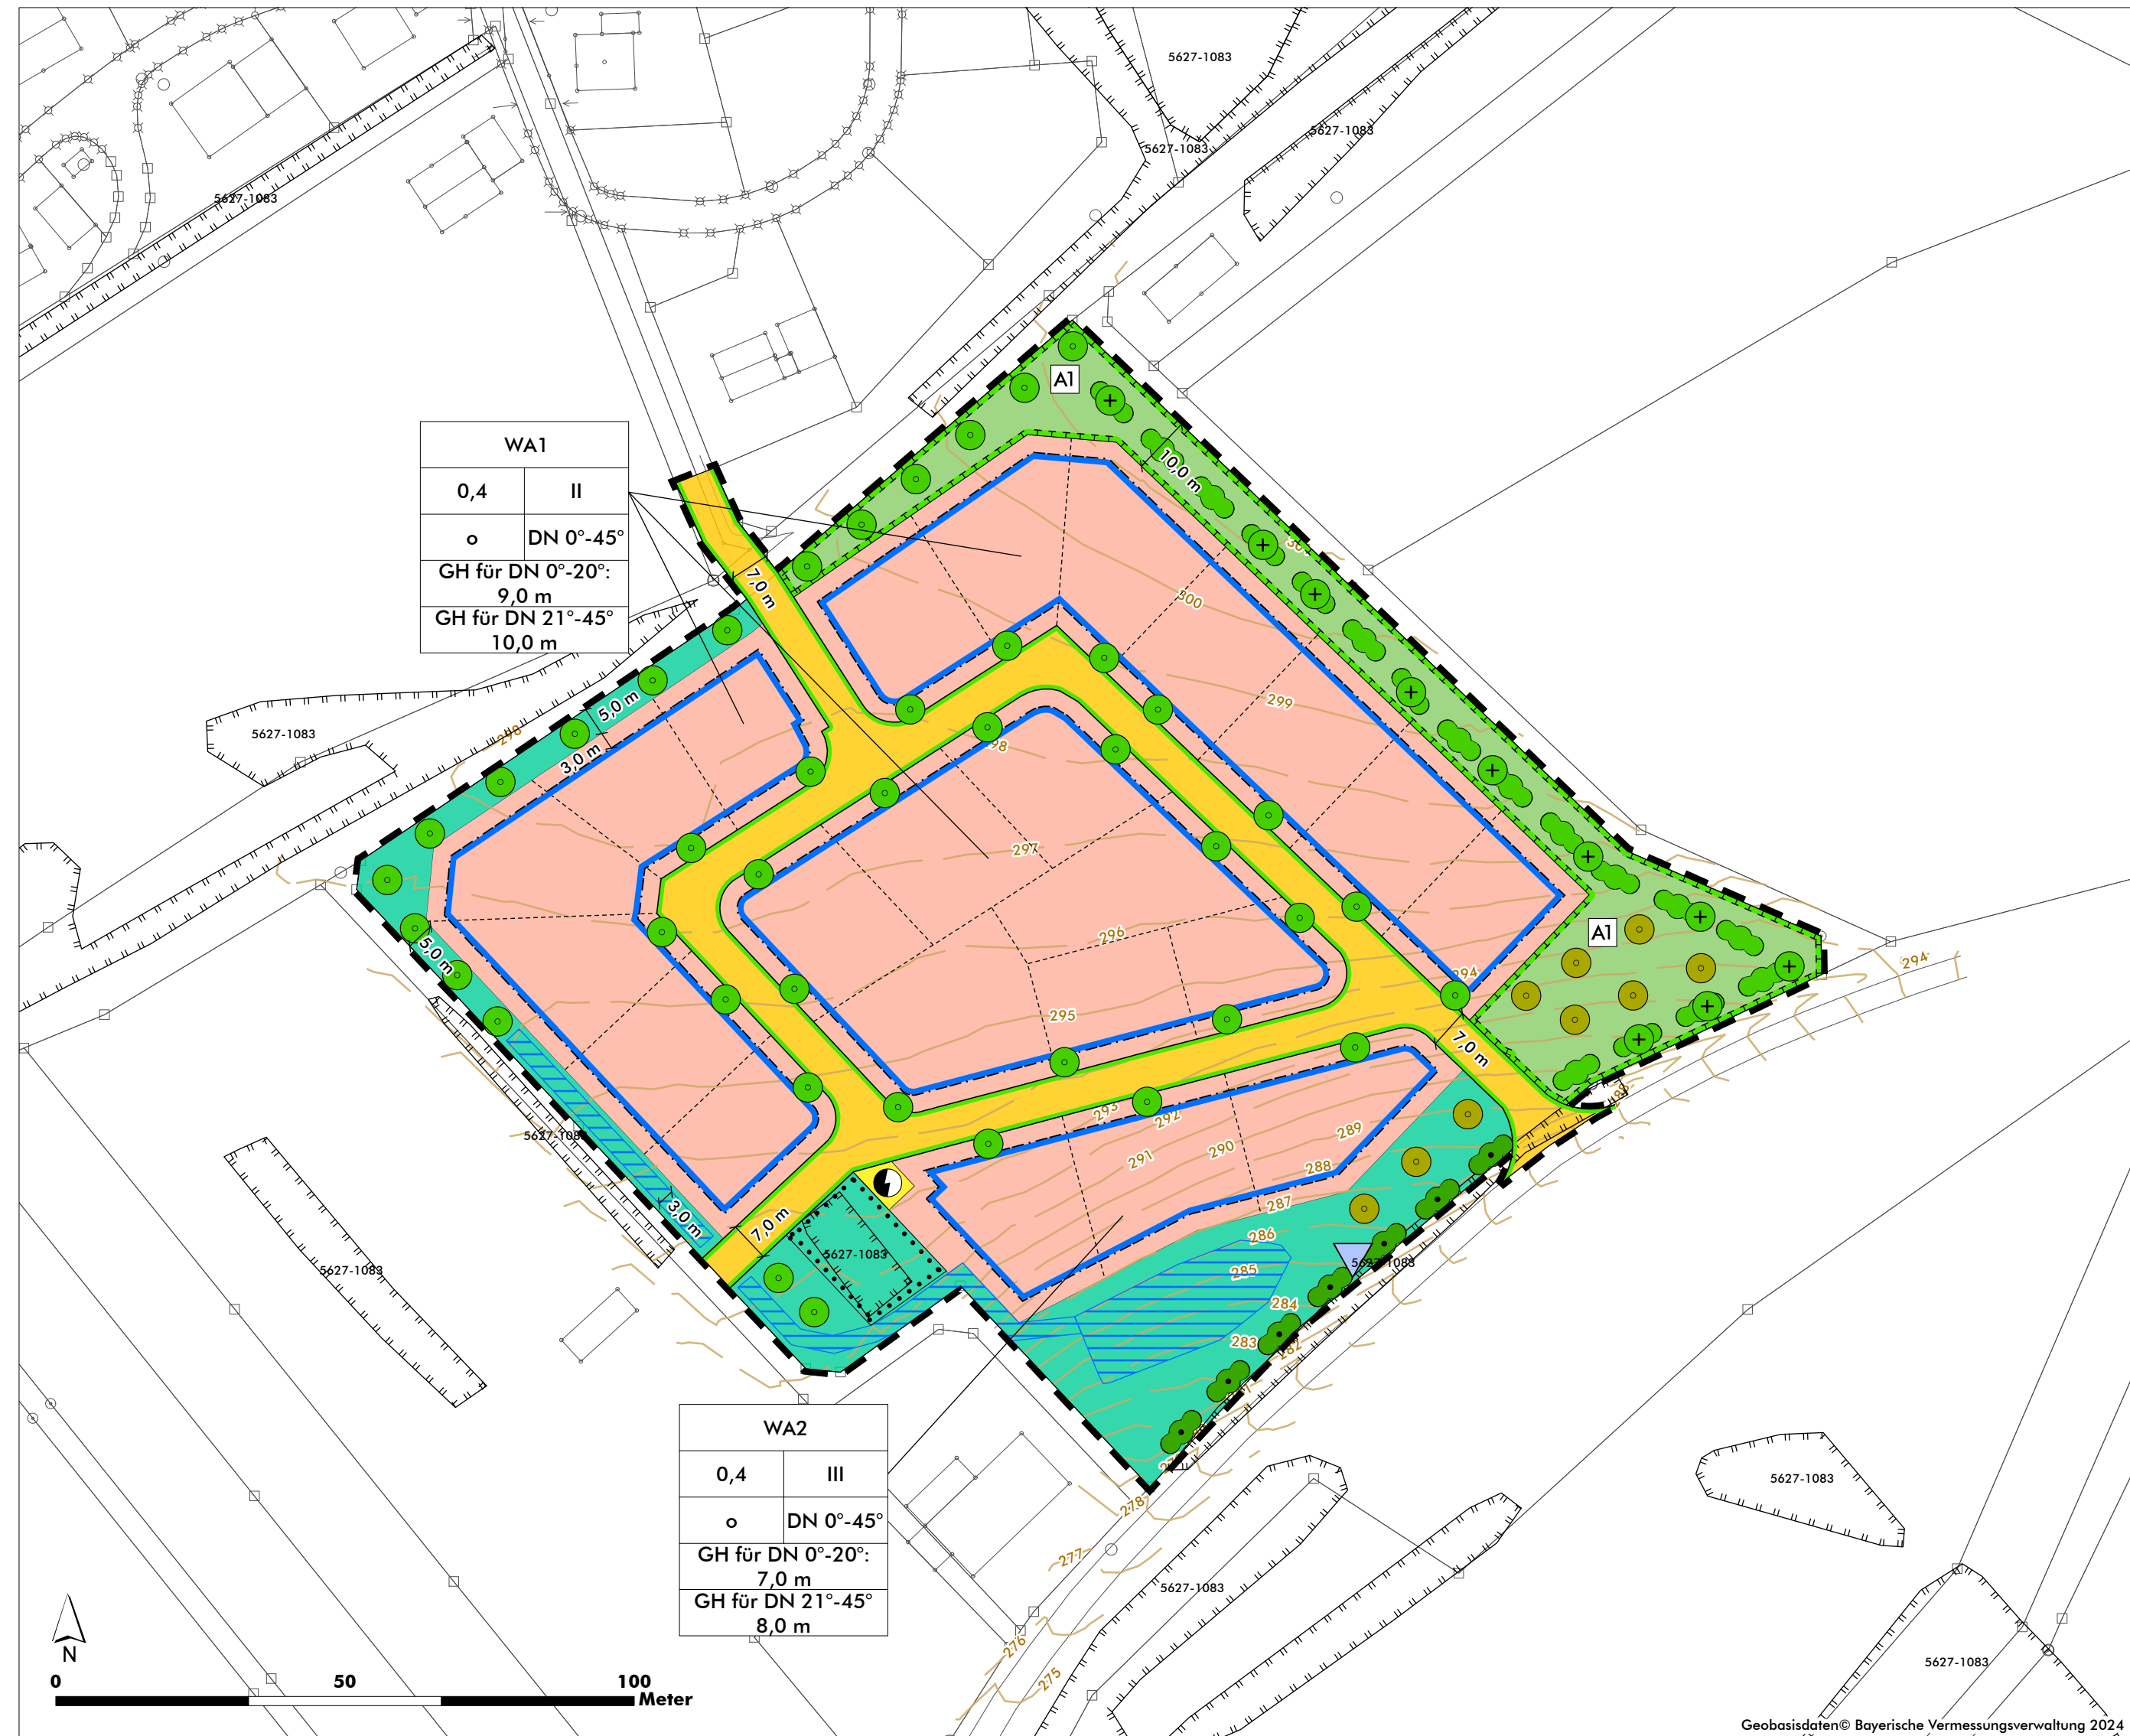 5627-1083
5627-1083
5627-1083
5627-1083
A1
WA1
0,4 II
o DN 0°-45°
GH für DN 0°-20°:
9,0 m
GH für DN 21°-45°
10,0 m
10,0 m
7,0 m
300
299
5,0 m
3,0 m
298
5627-1083
297
296
A1
294
294
5,0 m
295
7,0 m
293
292
289
290
291
288
5627-1083
3,0 m
7,0 m
287
286
5627-1083
5627-1083
285
5627-1083
284
283
282
WA2
0,4 III
o DN 0°-45°
GH für DN 0°-20°:
7,0 m
GH für DN 21°-45°
8,0 m
5627-1083
278
277
5627-1083
276
275
5627-1083
N
0 50 100
Meter
Geobasisdaten© Bayerische Vermessungsverwaltung 2024